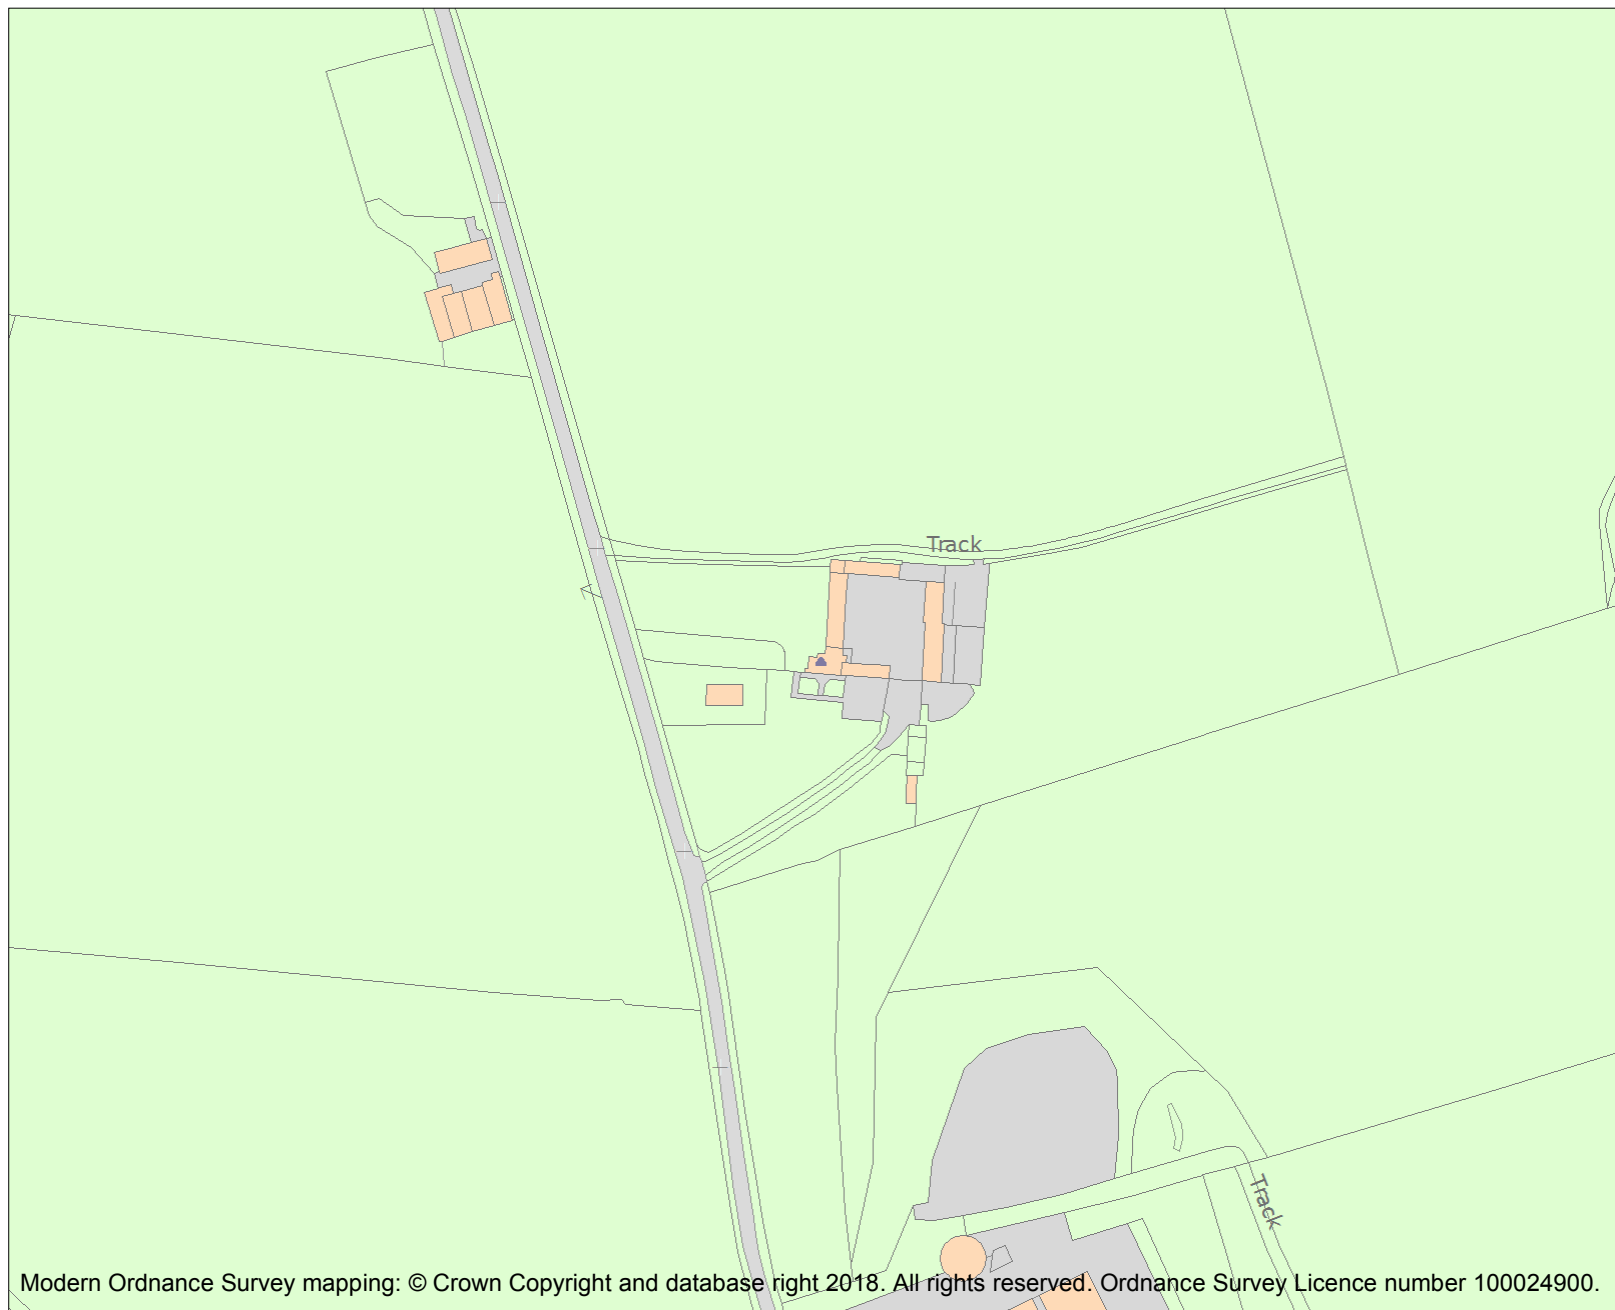 Track
Track
Modern Ordnance Survey mapping: © Crown Copyright and database right 2018. All rights reserved. Ordnance Survey Licence number 100024900.